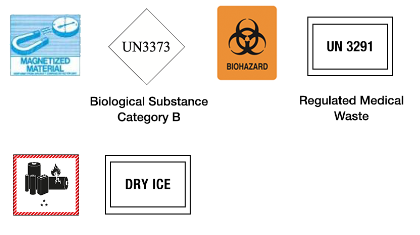 MAGNETIZED
MATERIAL
UN3373
Biological Substance
Category B
BIOHAZARD
UN 3291
Regulated Medical
Waste
DRY ICE